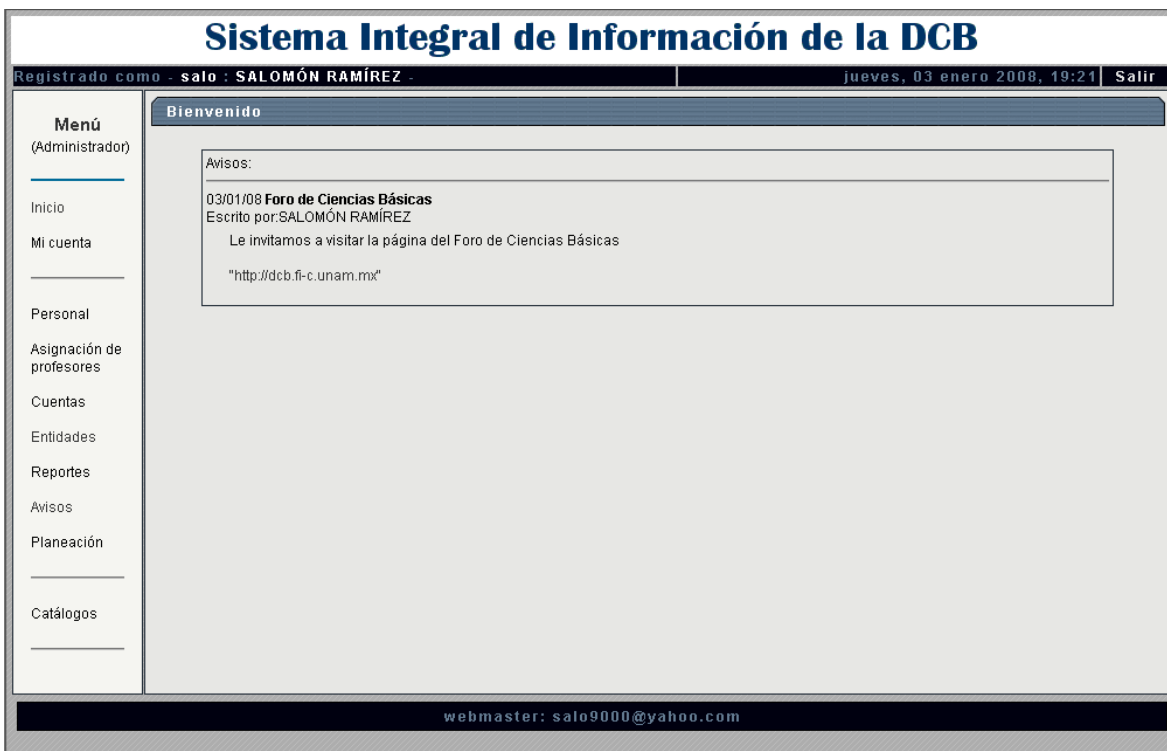 Sistema Integral de Información de la DCB
Registrado como - salo : SALOMÓN RAMÍREZ -
jueves, 03 enero 2008, 19:21
Salir
Menú
(Administrador)
Inicio
Mi cuenta
Personal
Asignación de
profesores
Cuentas
Entidades
Reportes
Avisos
Planeación
Catálogos
Bienvenido
Avisos:
03/01/08 Foro de Ciencias Básicas
Escrito por:SALOMÓN RAMÍREZ
Le invitamos a visitar la página del Foro de Ciencias Básicas
"http://dcb.fi-c.unam.mx"
webmaster: salo9000@yahoo.com